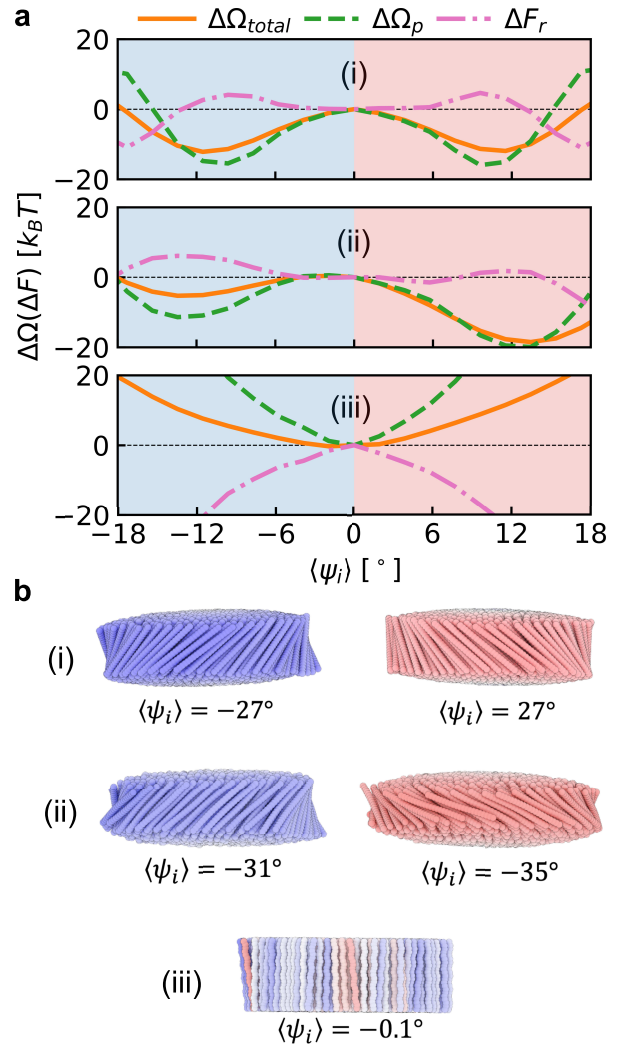 a
ΔΩ_total ΔΩ_p ΔF_r
ΔΩ(ΔF) [k_BT]
20
0
−20
(i)
20
0
−20
(ii)
20
0
−20
(iii)
−18 −12 −6 0 6 12 18
⟨ψ_i⟩ [°]
b
(i)
⟨ψ_i⟩ = −27° ⟨ψ_i⟩ = 27°
(ii)
⟨ψ_i⟩ = −31° ⟨ψ_i⟩ = −35°
(iii)
⟨ψ_i⟩ = −0.1°